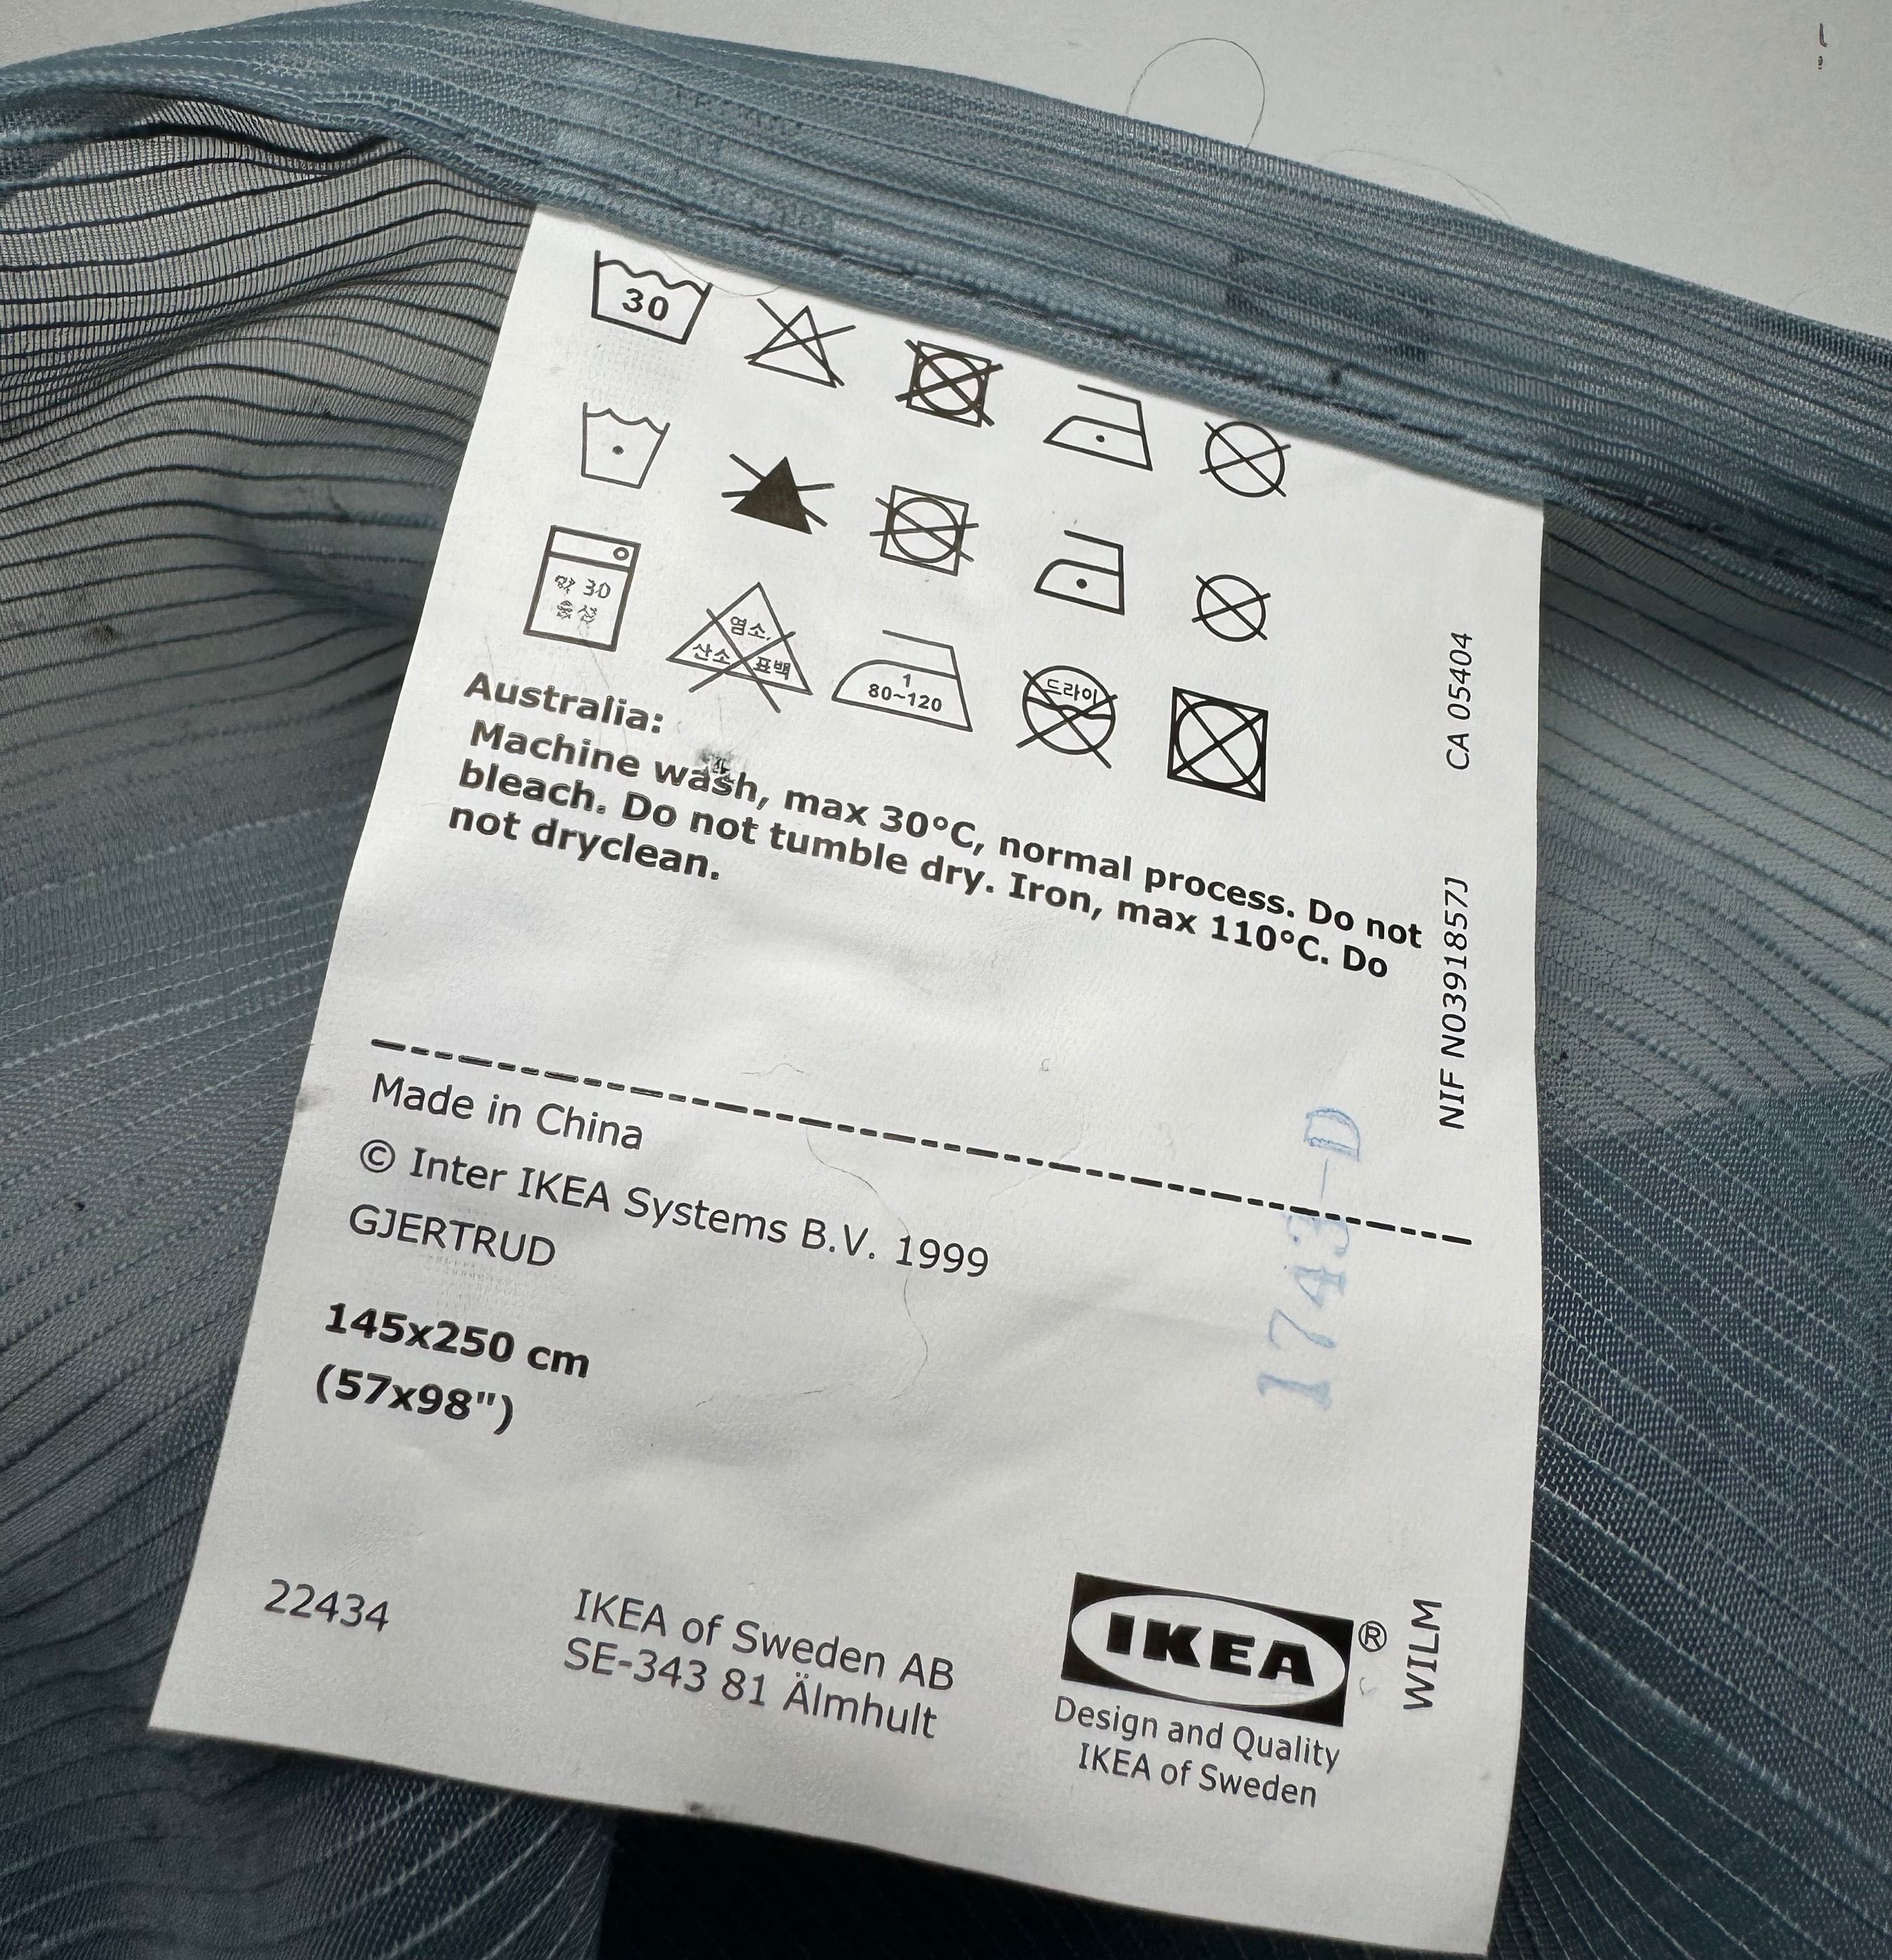 30
약 30
중성
염소,
산소 표백
1
80~120
드라이
Australia:
Machine wash, max 30°C, normal process. Do not
bleach. Do not tumble dry. Iron, max 110°C. Do
not dryclean.
CA 05404
NIF N0391857J
Made in China
© Inter IKEA Systems B.V. 1999
GJERTRUD
145x250 cm
(57x98")
1743-D
22434
IKEA of Sweden AB
SE-343 81 Älmhult
IKEA®
Design and Quality
IKEA of Sweden
WILM